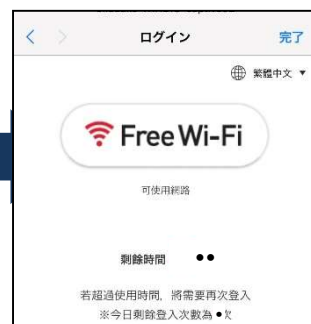 ログイン
完了
繁體中文 ▼
Free Wi-Fi
可使用網路
剩餘時間 ●●
若超過使用時間，將需要再次登入
※今日剩餘登入次數為 ●次